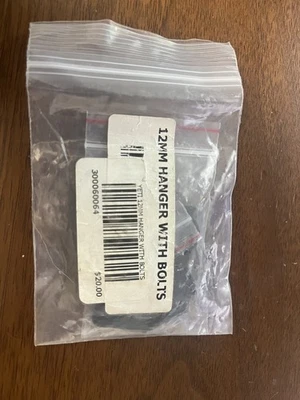 12MM HANGER WITH BOLTS
12MM HANGER WITH BOLTS
300060064
$20.00